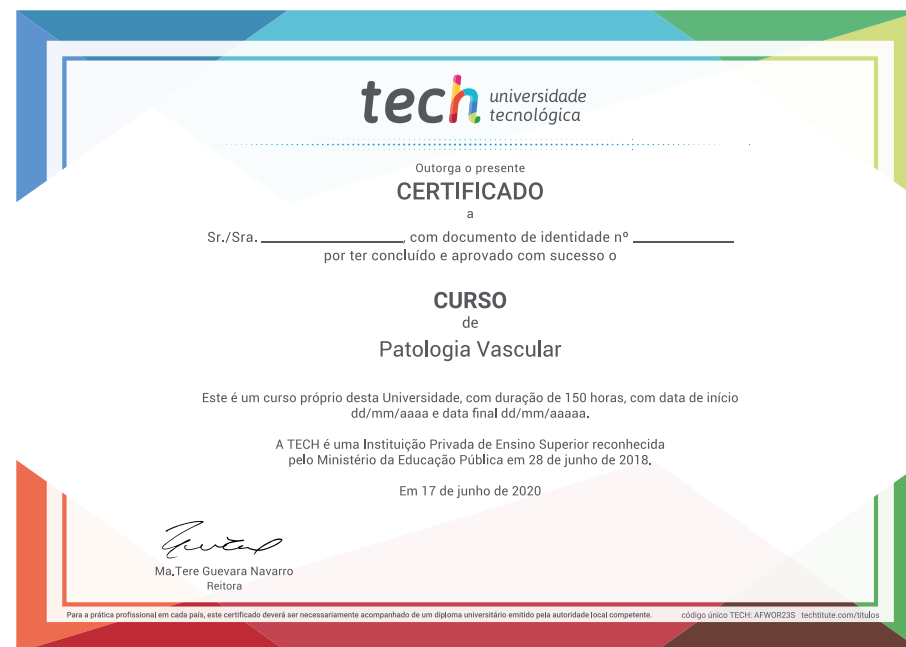 tech universidade
tecnológica
Outorga o presente
CERTIFICADO
a
Sr./Sra. ____________, com documento de identidade nº ____________
por ter concluído e aprovado com sucesso o
CURSO
de
Patologia Vascular
Este é um curso próprio desta Universidade, com duração de 150 horas, com data de início
dd/mm/aaaa e data final dd/mm/aaaaa.
A TECH é uma Instituição Privada de Ensino Superior reconhecida
pelo Ministério da Educação Pública em 28 de junho de 2018.
Em 17 de junho de 2020
Ma.Tere Guevara Navarro
Reitora
Para a prática profissional em cada país, este certificado deverá ser necessariamente acompanhado de um diploma universitário emitido pela autoridade local competente. código único TECH: AFWOR23S techtitute.com/títulos